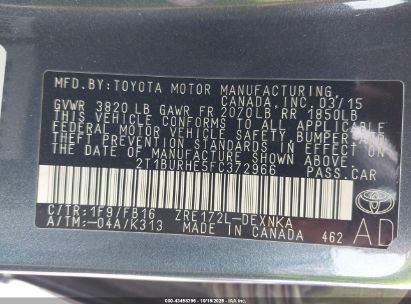 MFD.BY: TOYOTA MOTOR MANUFACTURING
CANADA, INC. 03/15
GVWR 3820 LB GAWR FR 2070LB RR 1850LB
THIS VEHICLE CONFORMS TO ALL APPLICABLE
FEDERAL MOTOR VEHICLE SAFETY, BUMPER, AND
THEFT PREVENTION STANDARDS IN EFFECT ON
THE DATE OF MANUFACTURE SHOWN ABOVE.
2T1BURHE5FC372966 PASS.CAR
C/TR:1F9/FB16 ZRE172L-DEXNKA
A/TM:-04A/K313 MADE IN CANADA 462
AD
TOYOTA